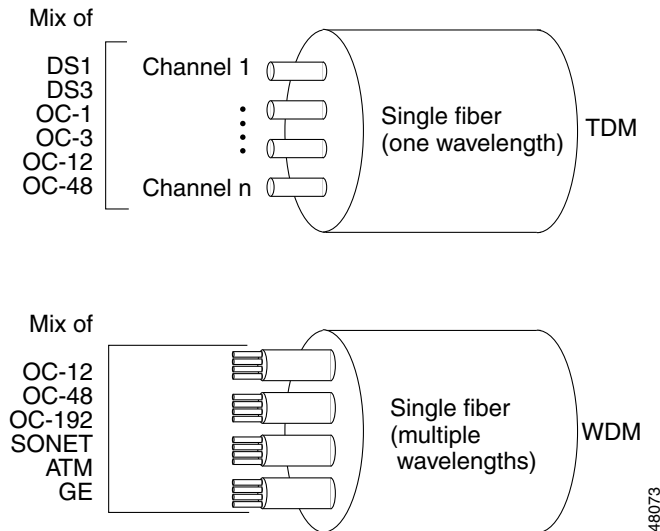 Mix of
DS1
DS3
OC-1
OC-3
OC-12
OC-48
Channel 1
Channel n
Single fiber
(one wavelength)
TDM
Mix of
OC-12
OC-48
OC-192
SONET
ATM
GE
Single fiber
(multiple
wavelengths)
WDM
48073